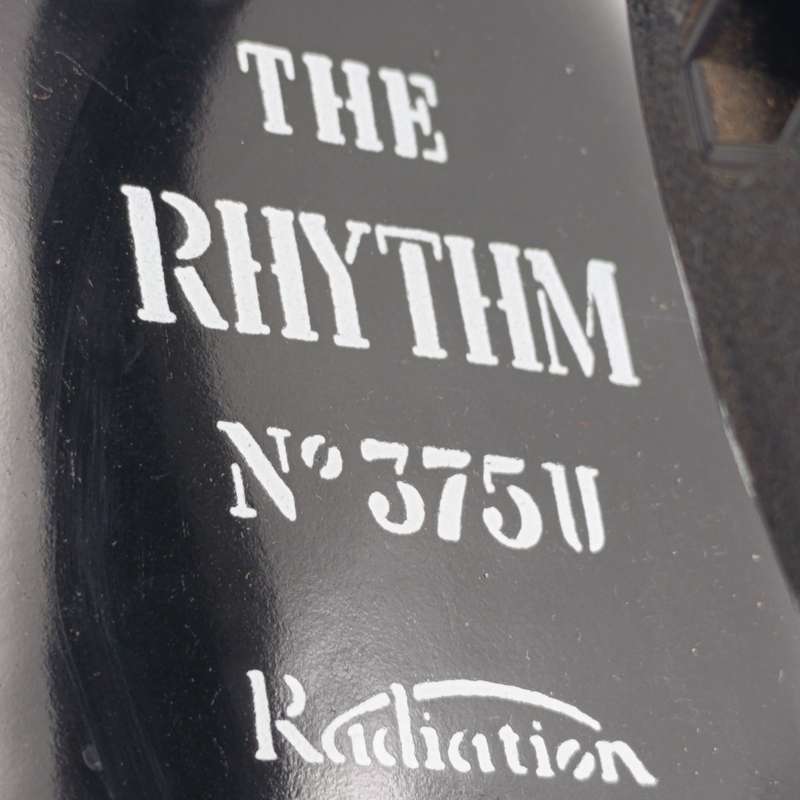 THE
RHYTHM
Nº 375U
Radiation